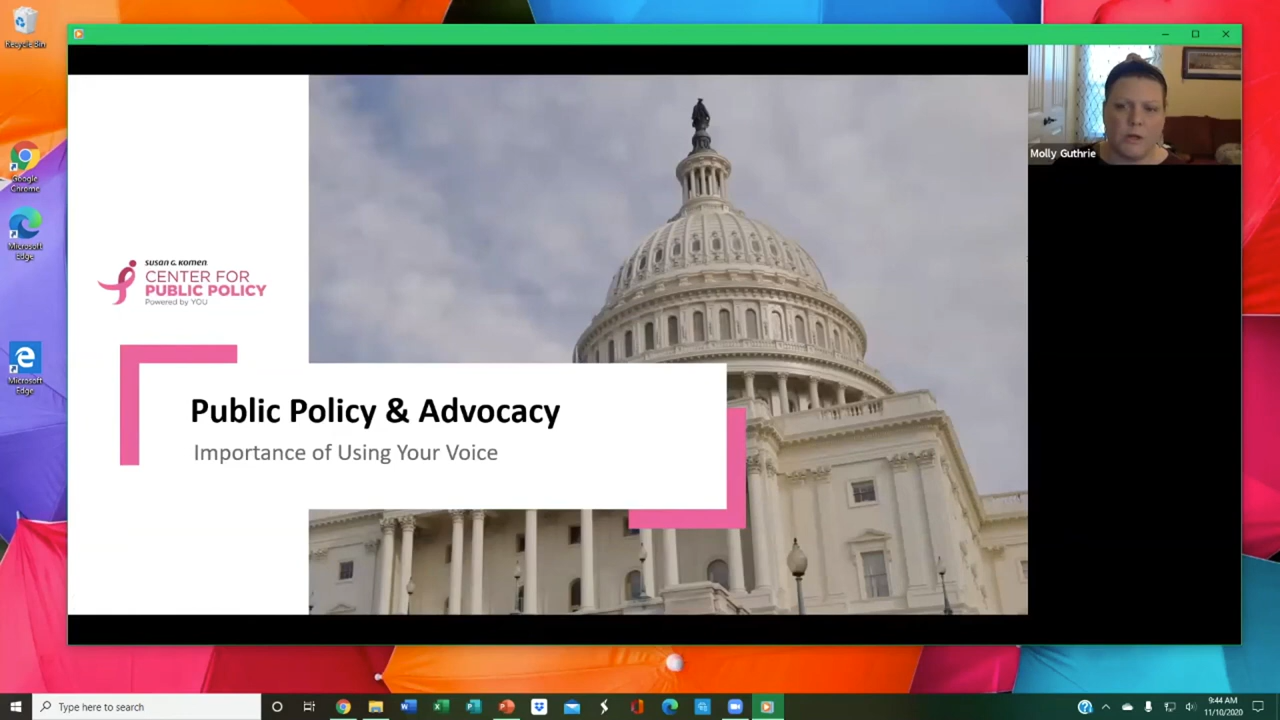 Recycle Bin
Google
Chrome
Microsoft
Edge
Microsoft
Edge
Molly Guthrie
susan G. komen.
CENTER FOR
PUBLIC POLICY
Powered by YOU
Public Policy & Advocacy
Importance of Using Your Voice
Type here to search
9:44 AM
11/10/2020